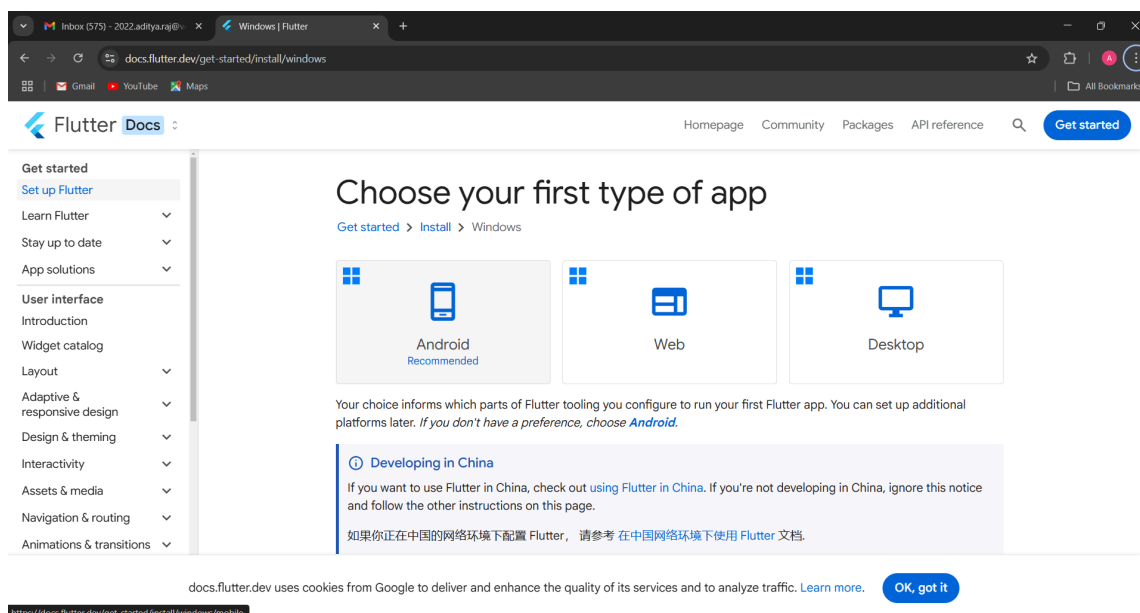 Inbox (575) - 2022.aditya.raj@v
Windows | Flutter
docs.flutter.dev/get-started/install/windows
A
Gmail
YouTube
Maps
All Bookmarks
Flutter Docs
Homepage
Community
Packages
API reference
Get started
Get started
Set up Flutter
Learn Flutter
Stay up to date
App solutions
User interface
Introduction
Widget catalog
Layout
Adaptive &
responsive design
Design & theming
Interactivity
Assets & media
Navigation & routing
Animations & transitions
Choose your first type of app
Get started > Install > Windows
Android
Recommended
Web
Desktop
Your choice informs which parts of Flutter tooling you configure to run your first Flutter app. You can set up additional
platforms later. If you don't have a preference, choose Android.
Developing in China
If you want to use Flutter in China, check out using Flutter in China. If you're not developing in China, ignore this notice
and follow the other instructions on this page.
如果你正在中国的网络环境下配置 Flutter， 请参考 在中国网络环境下使用 Flutter 文档.
docs.flutter.dev uses cookies from Google to deliver and enhance the quality of its services and to analyze traffic. Learn more.
OK, got it
https://docs.flutter.dev/get-started/install/windows/mobile